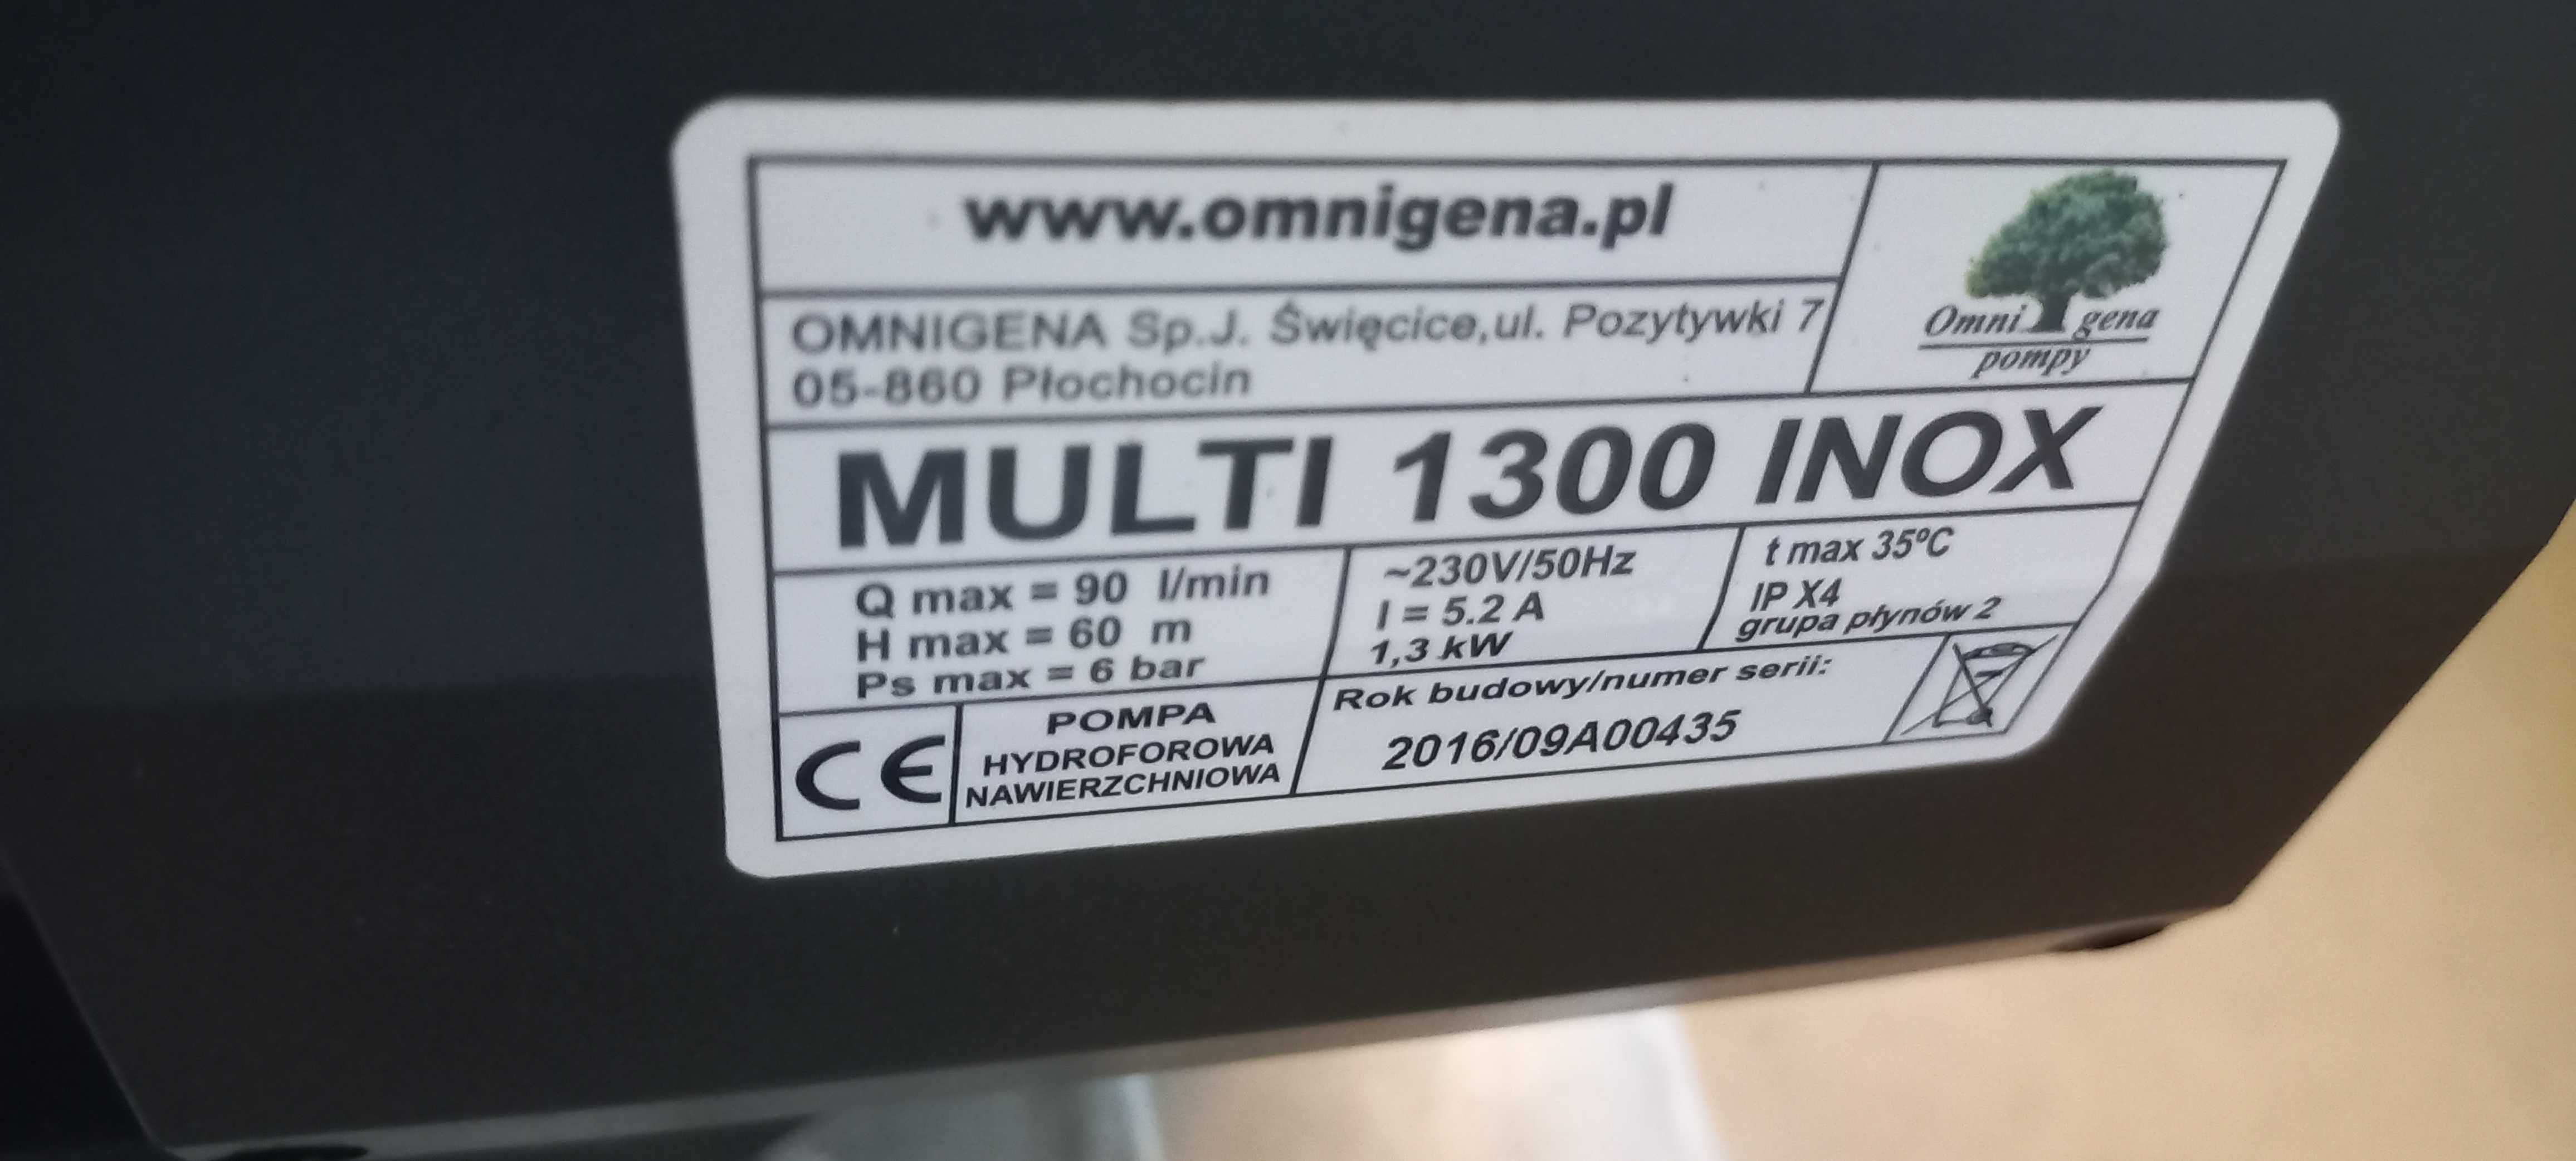 www.omnigena.pl
OMNIGENA Sp.J. Święcice,ul. Pozytywki 7
05-860 Płochocin
Omni gena
pompy
MULTI 1300 INOX
Q max = 90 l/min
H max = 60 m
Ps max = 6 bar
~230V/50Hz
I = 5.2 A
1,3 kW
t max 35ºC
IP X4
grupa płynów 2
CE
POMPA
HYDROFOROWA
NAWIERZCHNIOWA
Rok budowy/numer serii:
2016/09A00435